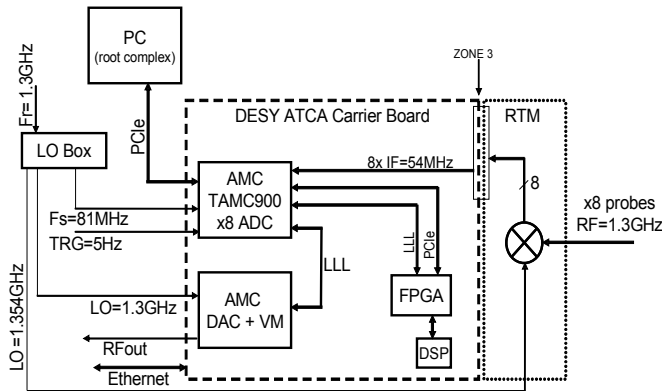 PC
(root complex)
ZONE 3
Fr= 1.3GHz
PCIe
DESY ATCA Carrier Board
RTM
LO Box
8x IF=54MHz
AMC
TAMC900
x8 ADC
8
x8 probes
RF=1.3GHz
Fs=81MHz
TRG=5Hz
LLL
PCIe
LLL
LO=1.354GHz
LO=1.3GHz
AMC
DAC + VM
FPGA
RFout
DSP
Ethernet